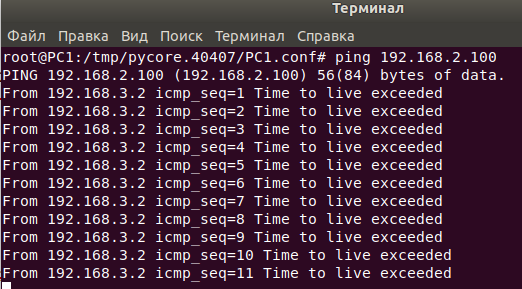 Терминал
Файл Правка Вид Поиск Терминал Справка
root@PC1:/tmp/pycore.40407/PC1.conf# ping 192.168.2.100
PING 192.168.2.100 (192.168.2.100) 56(84) bytes of data.
From 192.168.3.2 icmp_seq=1 Time to live exceeded
From 192.168.3.2 icmp_seq=2 Time to live exceeded
From 192.168.3.2 icmp_seq=3 Time to live exceeded
From 192.168.3.2 icmp_seq=4 Time to live exceeded
From 192.168.3.2 icmp_seq=5 Time to live exceeded
From 192.168.3.2 icmp_seq=6 Time to live exceeded
From 192.168.3.2 icmp_seq=7 Time to live exceeded
From 192.168.3.2 icmp_seq=8 Time to live exceeded
From 192.168.3.2 icmp_seq=9 Time to live exceeded
From 192.168.3.2 icmp_seq=10 Time to live exceeded
From 192.168.3.2 icmp_seq=11 Time to live exceeded